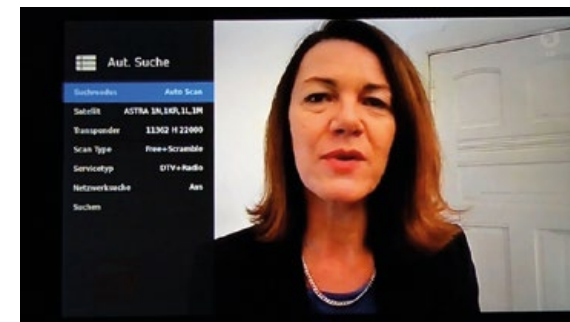 Aut. Suche
Suchmodus Auto Scan
Satellit ASTRA 1N,1KR,1L,1M
Transponder 11362 H 22000
Scan Type Free+Scramble
Servicetyp DTV+Radio
Netzwerksuche Aus
Suchen